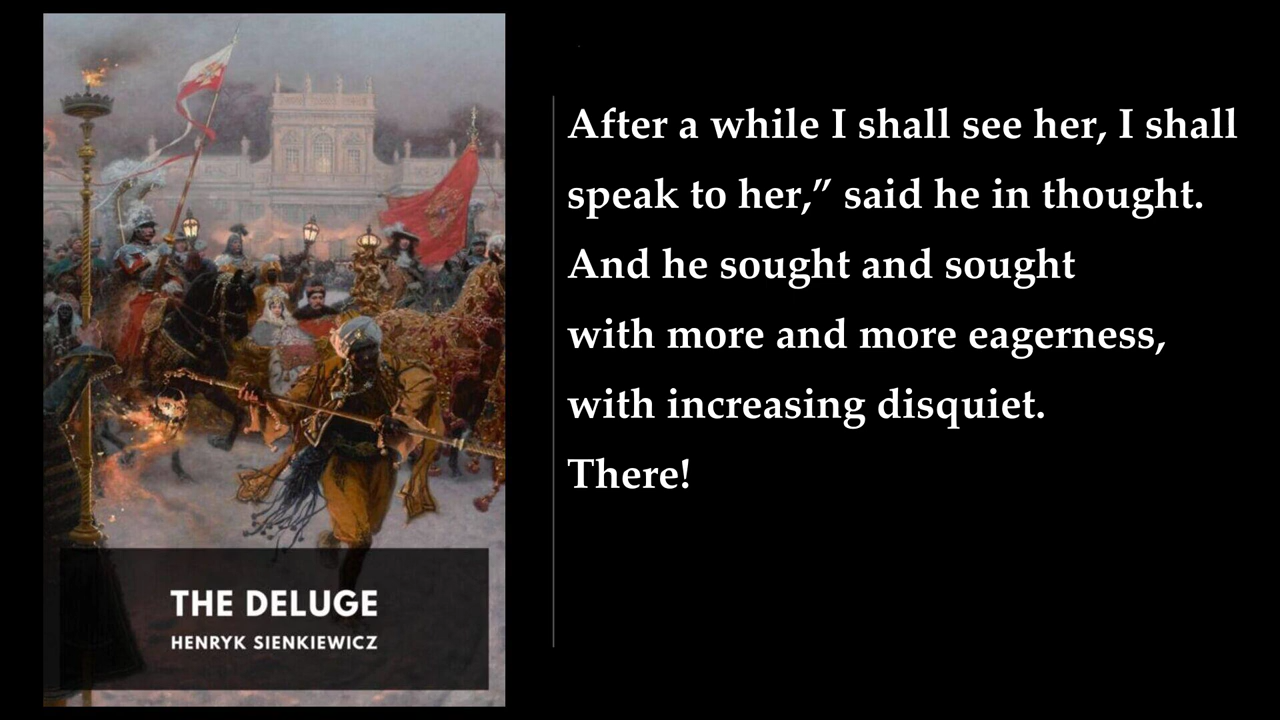 After a while I shall see her, I shall
speak to her,” said he in thought.
And he sought and sought
with more and more eagerness,
with increasing disquiet.
There!
THE DELUGE
HENRYK SIENKIEWICZ